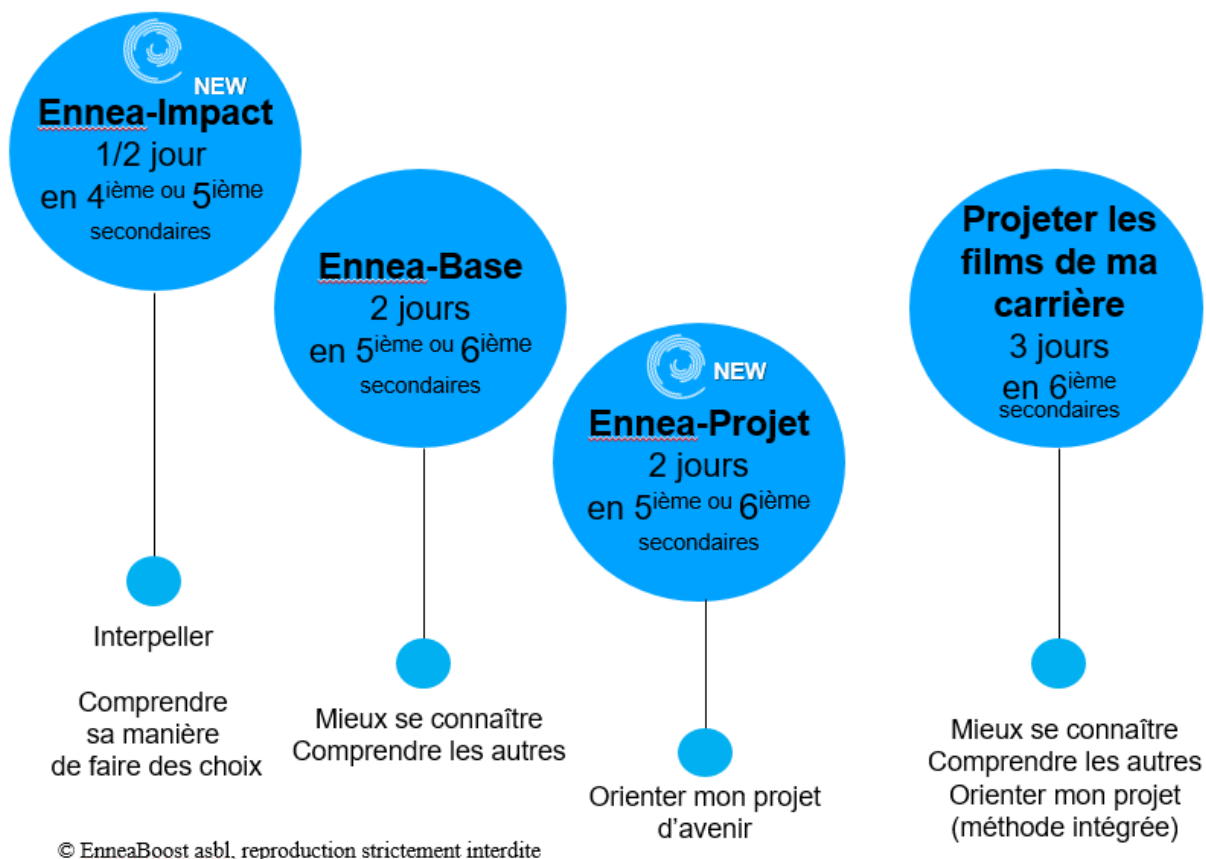 NEW
Ennea-Impact
1/2 jour
en 4ième ou 5ième
secondaires
Interpeller
Comprendre
sa manière
de faire des choix
Ennea-Base
2 jours
en 5ième ou 6ième
secondaires
Mieux se connaître
Comprendre les autres
NEW
Ennea-Projet
2 jours
en 5ième ou 6ième
secondaires
Orienter mon projet
d'avenir
Projeter les
films de ma
carrière
3 jours
en 6ième
secondaires
Mieux se connaître
Comprendre les autres
Orienter mon projet
(méthode intégrée)
© EnneaBoost asbl, reproduction strictement interdite